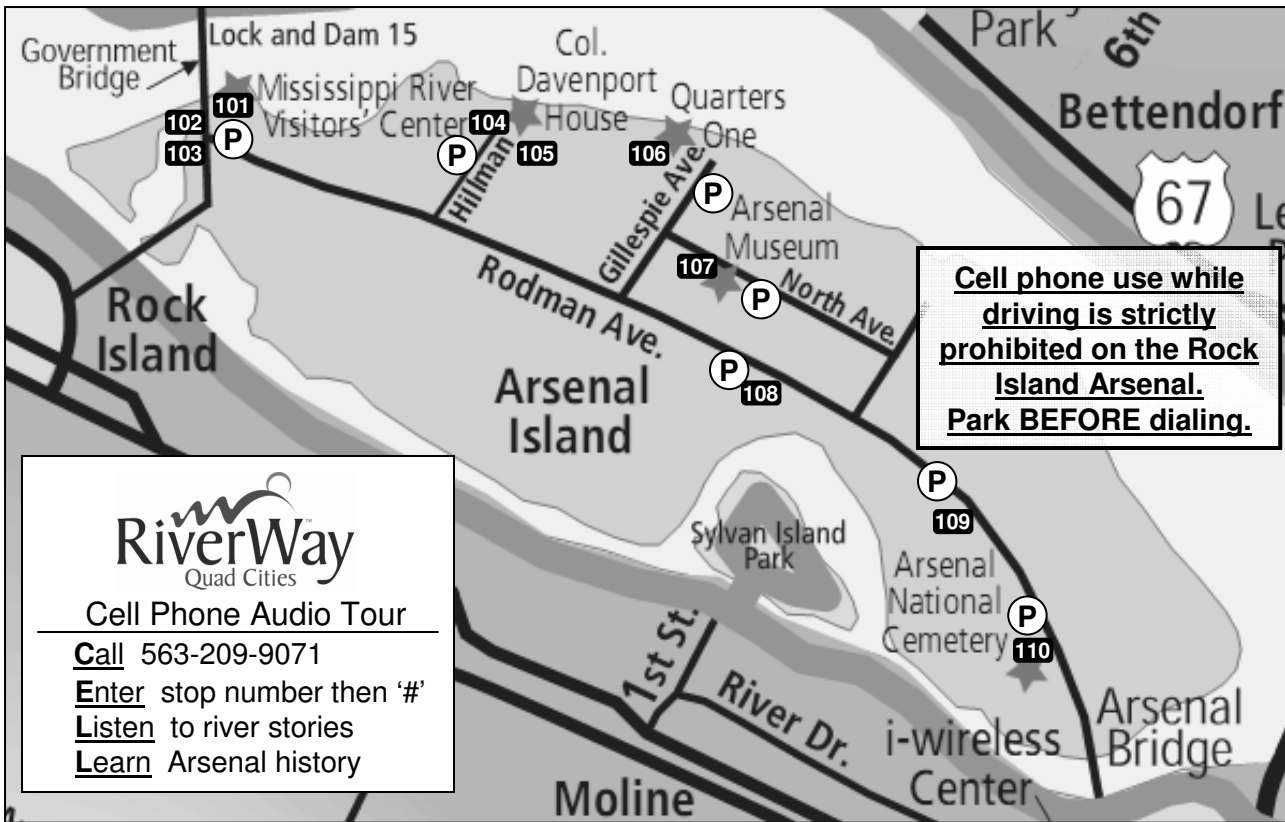 Government
Bridge
Lock and Dam 15
101
102
103
P
Mississippi River
Visitors' Center
P
104
Hillman
Col.
Davenport
House
105
Quarters
One
106
Gillespie Ave.
P
Arsenal
Museum
107
P
North Ave.
Rodman Ave.
P
108
Park
6th
Bettendorf
67
Cell phone use while
driving is strictly
prohibited on the Rock
Island Arsenal.
Park BEFORE dialing.
Rock
Island
Arsenal
Island
P
109
Sylvan Island
Park
Arsenal
National
Cemetery
P
110
RiverWay™
Quad Cities
Cell Phone Audio Tour
Call 563-209-9071
Enter stop number then '#'
Listen to river stories
Learn Arsenal history
1st St.
River Dr.
i-wireless
Center
Arsenal
Bridge
Moline